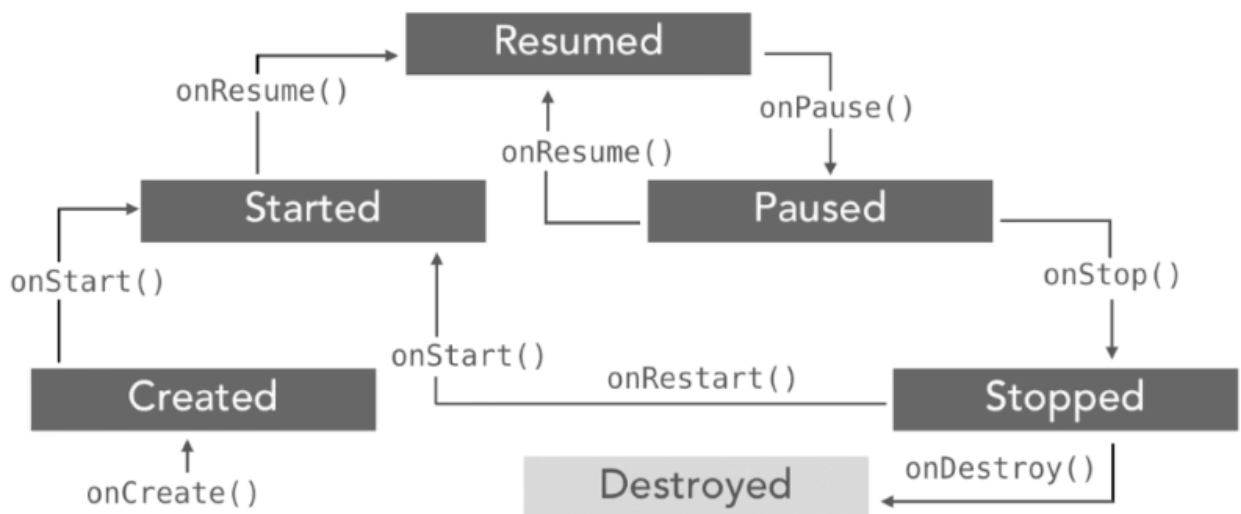 Resumed
onResume()
onPause()
onResume()
Started
Paused
onStart()
onStop()
onStart()
onRestart()
Created
Stopped
onCreate()
Destroyed
onDestroy()